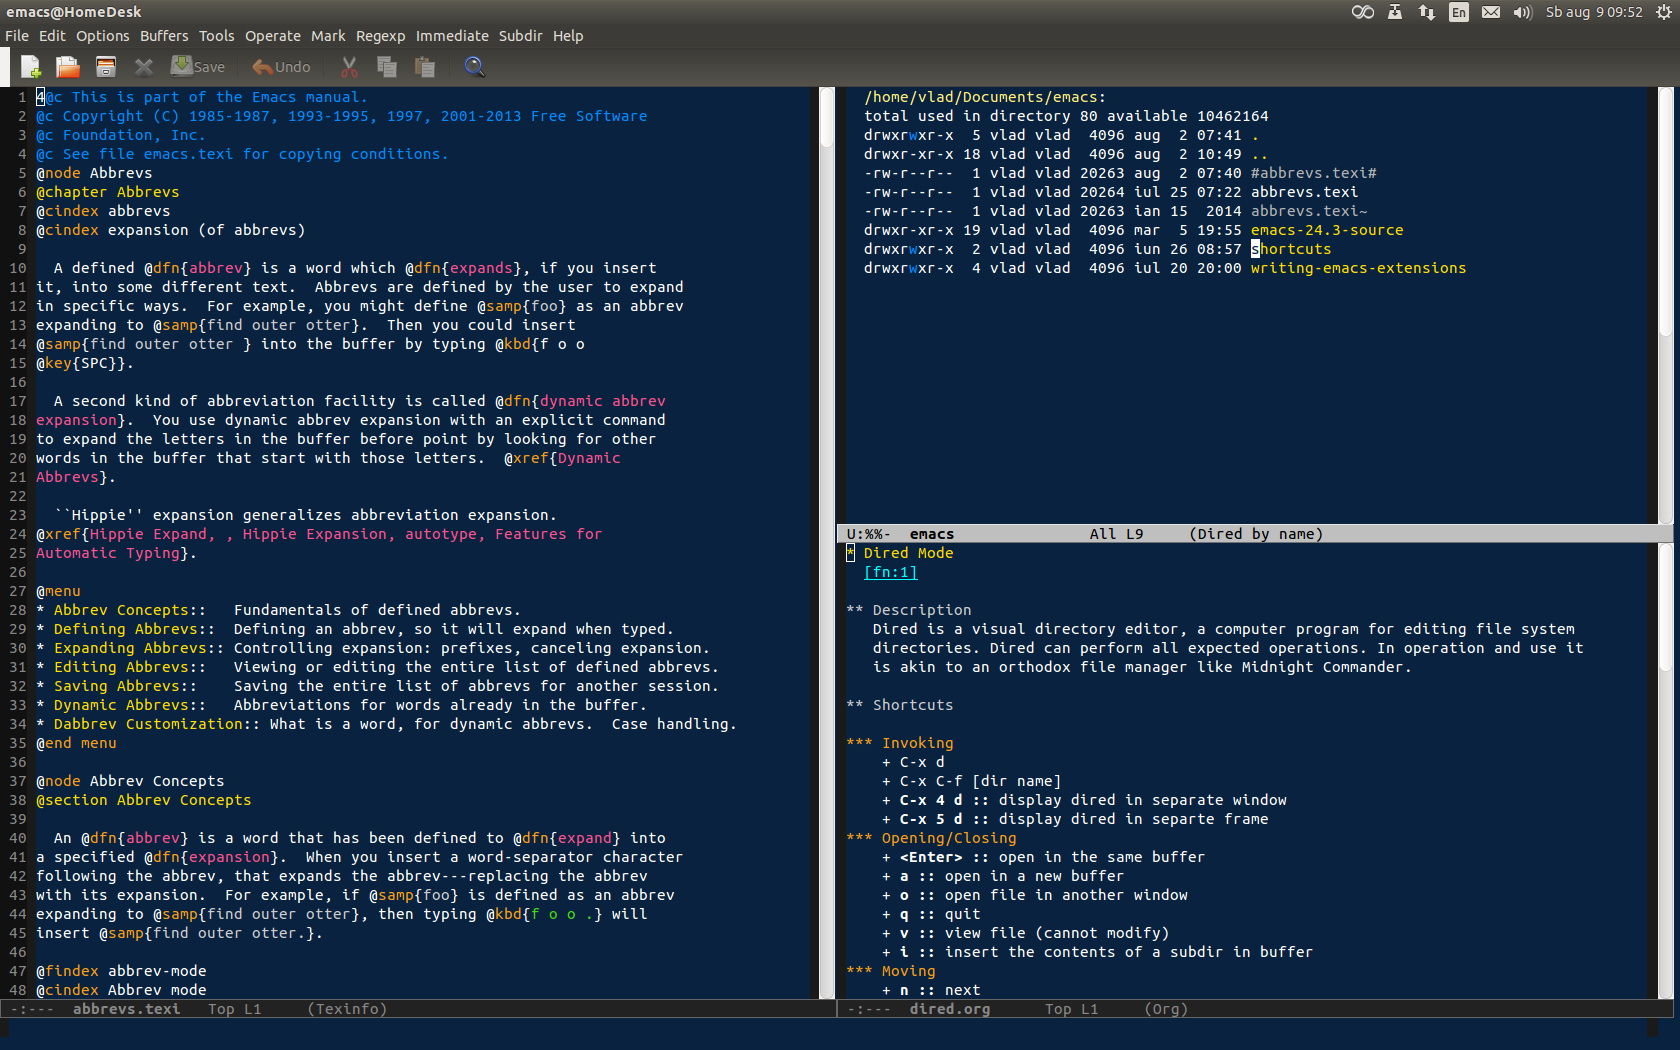 emacs@HomeDesk
En
Sb aug 9 09:52
File Edit Options Buffers Tools Operate Mark Regexp Immediate Subdir Help
Save Undo
1 4@c This is part of the Emacs manual.
2 @c Copyright (C) 1985-1987, 1993-1995, 1997, 2001-2013 Free Software
3 @c Foundation, Inc.
4 @c See file emacs.texi for copying conditions.
5 @node Abbrevs
6 @chapter Abbrevs
7 @cindex abbrevs
8 @cindex expansion (of abbrevs)
9
10   A defined @dfn{abbrev} is a word which @dfn{expands}, if you insert
11 it, into some different text.  Abbrevs are defined by the user to expand
12 in specific ways.  For example, you might define @samp{foo} as an abbrev
13 expanding to @samp{find outer otter}.  Then you could insert
14 @samp{find outer otter } into the buffer by typing @kbd{f o o
15 @key{SPC}}.
16
17   A second kind of abbreviation facility is called @dfn{dynamic abbrev
18 expansion}.  You use dynamic abbrev expansion with an explicit command
19 to expand the letters in the buffer before point by looking for other
20 words in the buffer that start with those letters.  @xref{Dynamic
21 Abbrevs}.
22
23   ``Hippie'' expansion generalizes abbreviation expansion.
24 @xref{Hippie Expand, , Hippie Expansion, autotype, Features for
25 Automatic Typing}.
26
27 @menu
28 * Abbrev Concepts::   Fundamentals of defined abbrevs.
29 * Defining Abbrevs::  Defining an abbrev, so it will expand when typed.
30 * Expanding Abbrevs:: Controlling expansion: prefixes, canceling expansion.
31 * Editing Abbrevs::   Viewing or editing the entire list of defined abbrevs.
32 * Saving Abbrevs::    Saving the entire list of abbrevs for another session.
33 * Dynamic Abbrevs::   Abbreviations for words already in the buffer.
34 * Dabbrev Customization:: What is a word, for dynamic abbrevs.  Case handling.
35 @end menu
36
37 @node Abbrev Concepts
38 @section Abbrev Concepts
39
40   An @dfn{abbrev} is a word that has been defined to @dfn{expand} into
41 a specified @dfn{expansion}.  When you insert a word-separator character
42 following the abbrev, that expands the abbrev---replacing the abbrev
43 with its expansion.  For example, if @samp{foo} is defined as an abbrev
44 expanding to @samp{find outer otter}, then typing @kbd{f o o .} will
45 insert @samp{find outer otter.}.
46
47 @findex abbrev-mode
48 @cindex Abbrev mode
-:---  abbrevs.texi   Top L1     (Texinfo)
/home/vlad/Documents/emacs:
total used in directory 80 available 10462164
drwxrwxr-x  5 vlad vlad  4096 aug  2 07:41 .
drwxr-xr-x 18 vlad vlad  4096 aug  2 10:49 ..
-rw-r--r--  1 vlad vlad 20263 aug  2 07:40 #abbrevs.texi#
-rw-r--r--  1 vlad vlad 20264 iul 25 07:22 abbrevs.texi
-rw-r--r--  1 vlad vlad 20263 ian 15  2014 abbrevs.texi~
drwxr-xr-x 19 vlad vlad  4096 mar  5 19:55 emacs-24.3-source
drwxrwxr-x  2 vlad vlad  4096 iun 26 08:57 shortcuts
drwxrwxr-x  4 vlad vlad  4096 iul 20 20:00 writing-emacs-extensions
U:%%-  emacs               All L9     (Dired by name)
* Dired Mode
[fn:1]
** Description
Dired is a visual directory editor, a computer program for editing file system
directories. Dired can perform all expected operations. In operation and use it
is akin to an orthodox file manager like Midnight Commander.
** Shortcuts
*** Invoking
+ C-x d
+ C-x C-f [dir name]
+ C-x 4 d :: display dired in separate window
+ C-x 5 d :: display dired in separte frame
*** Opening/Closing
+ <Enter> :: open in the same buffer
+ a :: open in a new buffer
+ o :: open file in another window
+ q :: quit
+ v :: view file (cannot modify)
+ i :: insert the contents of a subdir in buffer
*** Moving
+ n :: next
-:---  dired.org      Top L1     (Org)